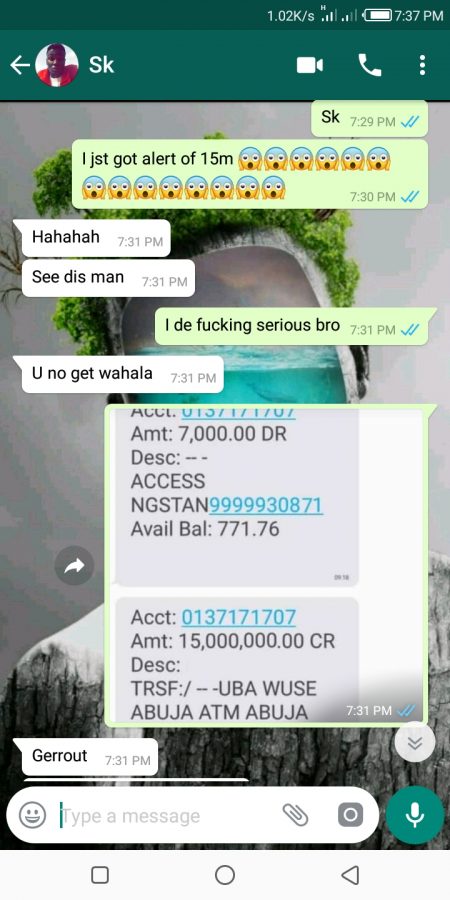 1.02K/s H 7:37 PM
Sk
Sk 7:29 PM
I jst got alert of 15m 😱😱😱😱😱😱
😱😱😱😱😱😱😱😱
7:30 PM
Hahahah 7:31 PM
See dis man 7:31 PM
I de fucking serious bro 7:31 PM
U no get wahala 7:31 PM
Acct: 0137171707
Amt: 7,000.00 DR
Desc: -- -
ACCESS
NGSTAN9999930871
Avail Bal: 771.76
09:18
Acct: 0137171707
Amt: 15,000,000.00 CR
Desc:
TRSF:/ -- -UBA WUSE
ABUJA ATM ABUJA
7:31 PM
Gerrout 7:31 PM
Type a message